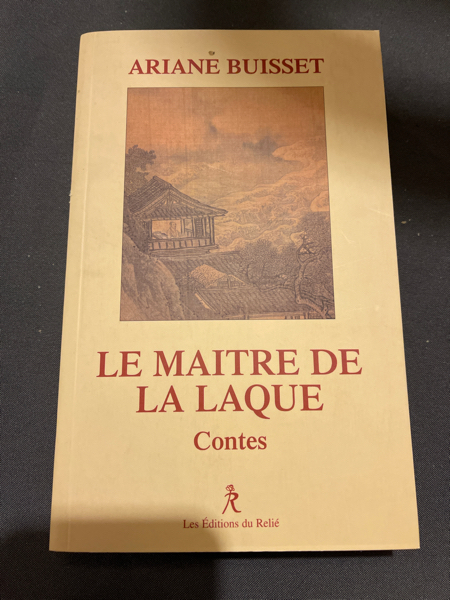 ARIANE BUISSET
LE MAITRE DE
LA LAQUE
Contes
R
Les Éditions du Relié